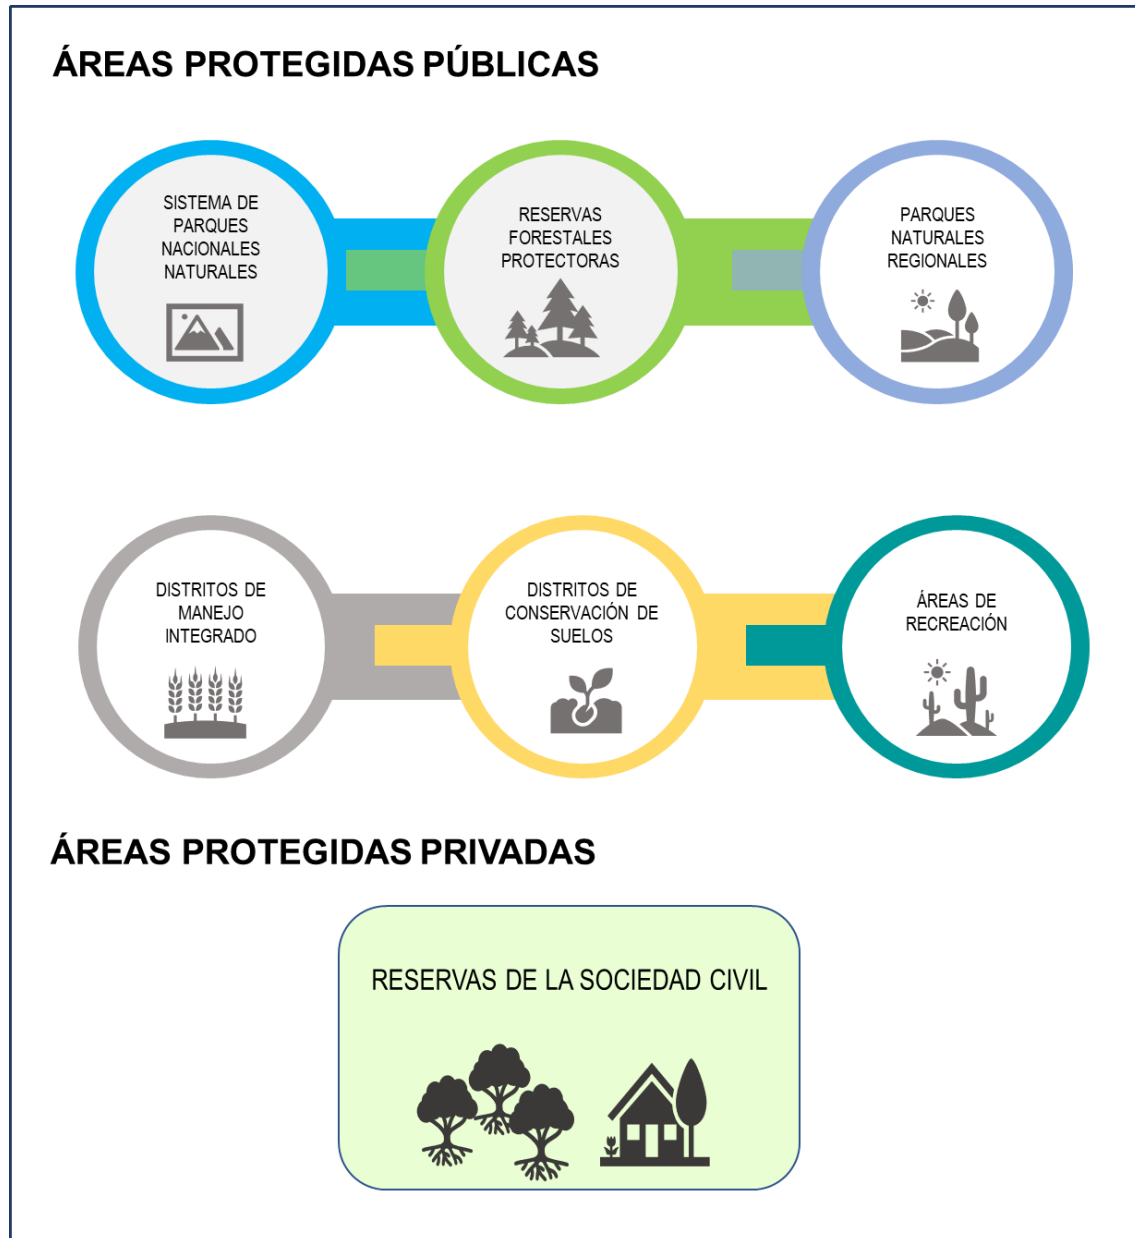 ÁREAS PROTEGIDAS PÚBLICAS
SISTEMA DE
PARQUES
NACIONALES
NATURALES
RESERVAS
FORESTALES
PROTECTORAS
PARQUES
NATURALES
REGIONALES
DISTRITOS DE
MANEJO
INTEGRADO
DISTRITOS DE
CONSERVACIÓN DE
SUELOS
ÁREAS DE
RECREACIÓN
ÁREAS PROTEGIDAS PRIVADAS
RESERVAS DE LA SOCIEDAD CIVIL